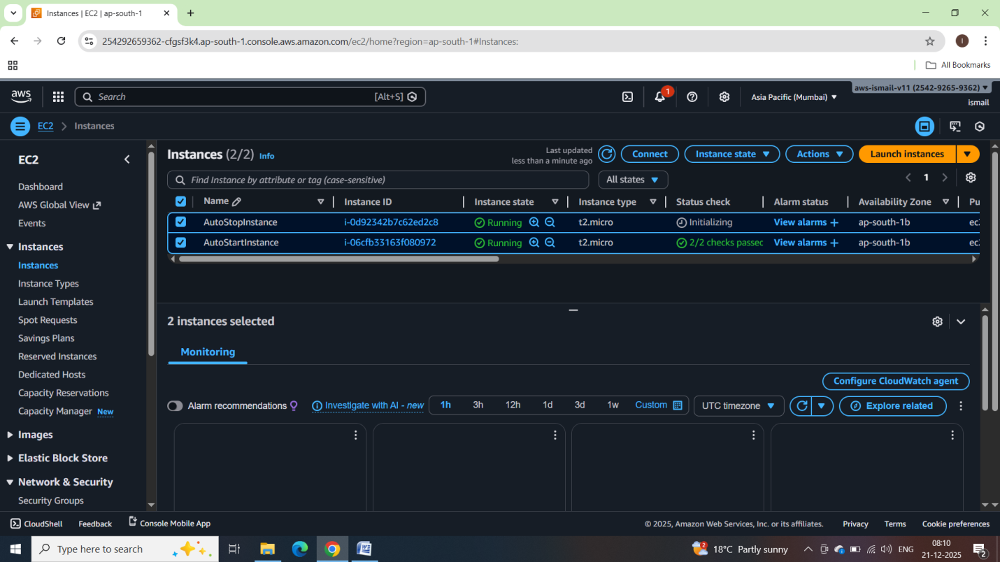 Instances | EC2 | ap-south-1
254292659362-cfgsf3k4.ap-south-1.console.aws.amazon.com/ec2/home?region=ap-south-1#Instances:
I
All Bookmarks
aws
Search
[Alt+S]
1
Asia Pacific (Mumbai)
aws-ismail-v11 (2542-9265-9362)
ismail
EC2
Instances
EC2
Dashboard
AWS Global View
Events
Instances
Instances
Instance Types
Launch Templates
Spot Requests
Savings Plans
Reserved Instances
Dedicated Hosts
Capacity Reservations
Capacity Manager New
Images
Elastic Block Store
Network & Security
Security Groups
Instances (2/2) Info
Last updated
less than a minute ago
Connect
Instance state
Actions
Launch instances
Find Instance by attribute or tag (case-sensitive)
All states
1
Name Instance ID Instance state Instance type Status check Alarm status Availability Zone Pu
AutoStopInstance i-0d92342b7c62ed2c8 Running t2.micro Initializing View alarms + ap-south-1b ec2
AutoStartInstance i-06cfb33163f080972 Running t2.micro 2/2 checks passec View alarms + ap-south-1b ec2
2 instances selected
Monitoring
Configure CloudWatch agent
Alarm recommendations
Investigate with AI - new
1h 3h 12h 1d 3d 1w Custom
UTC timezone
Explore related
CloudShell Feedback Console Mobile App
© 2025, Amazon Web Services, Inc. or its affiliates. Privacy Terms Cookie preferences
Type here to search
2
18°C Partly sunny
ENG
08:10
21-12-2025
2